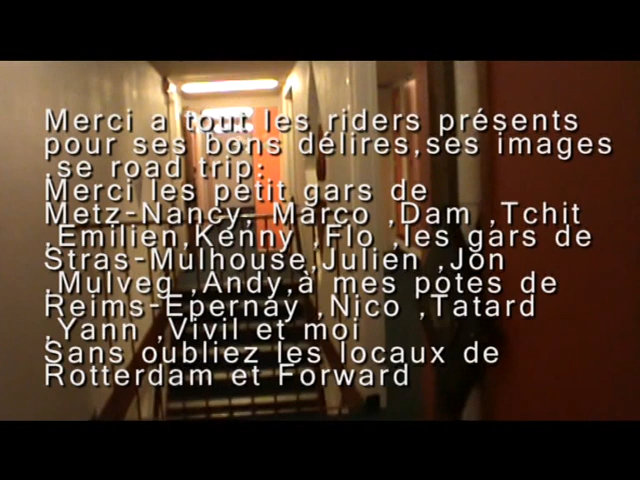 Merci a tout les riders présents
pour ses bons délires,ses images
,se road trip:
Merci les petit gars de
Metz-Nancy, Marco ,Dam ,Tchit
,Emilien,Kenny ,Flo ,les gars de
Stras-Mulhouse,Julien ,Jon
,Mulveg ,Andy,à mes potes de
Reims-Epernay ,Nico ,Tatard
,Yann ,Vivil et moi
Sans oubliez les locaux de
Rotterdam et Forward